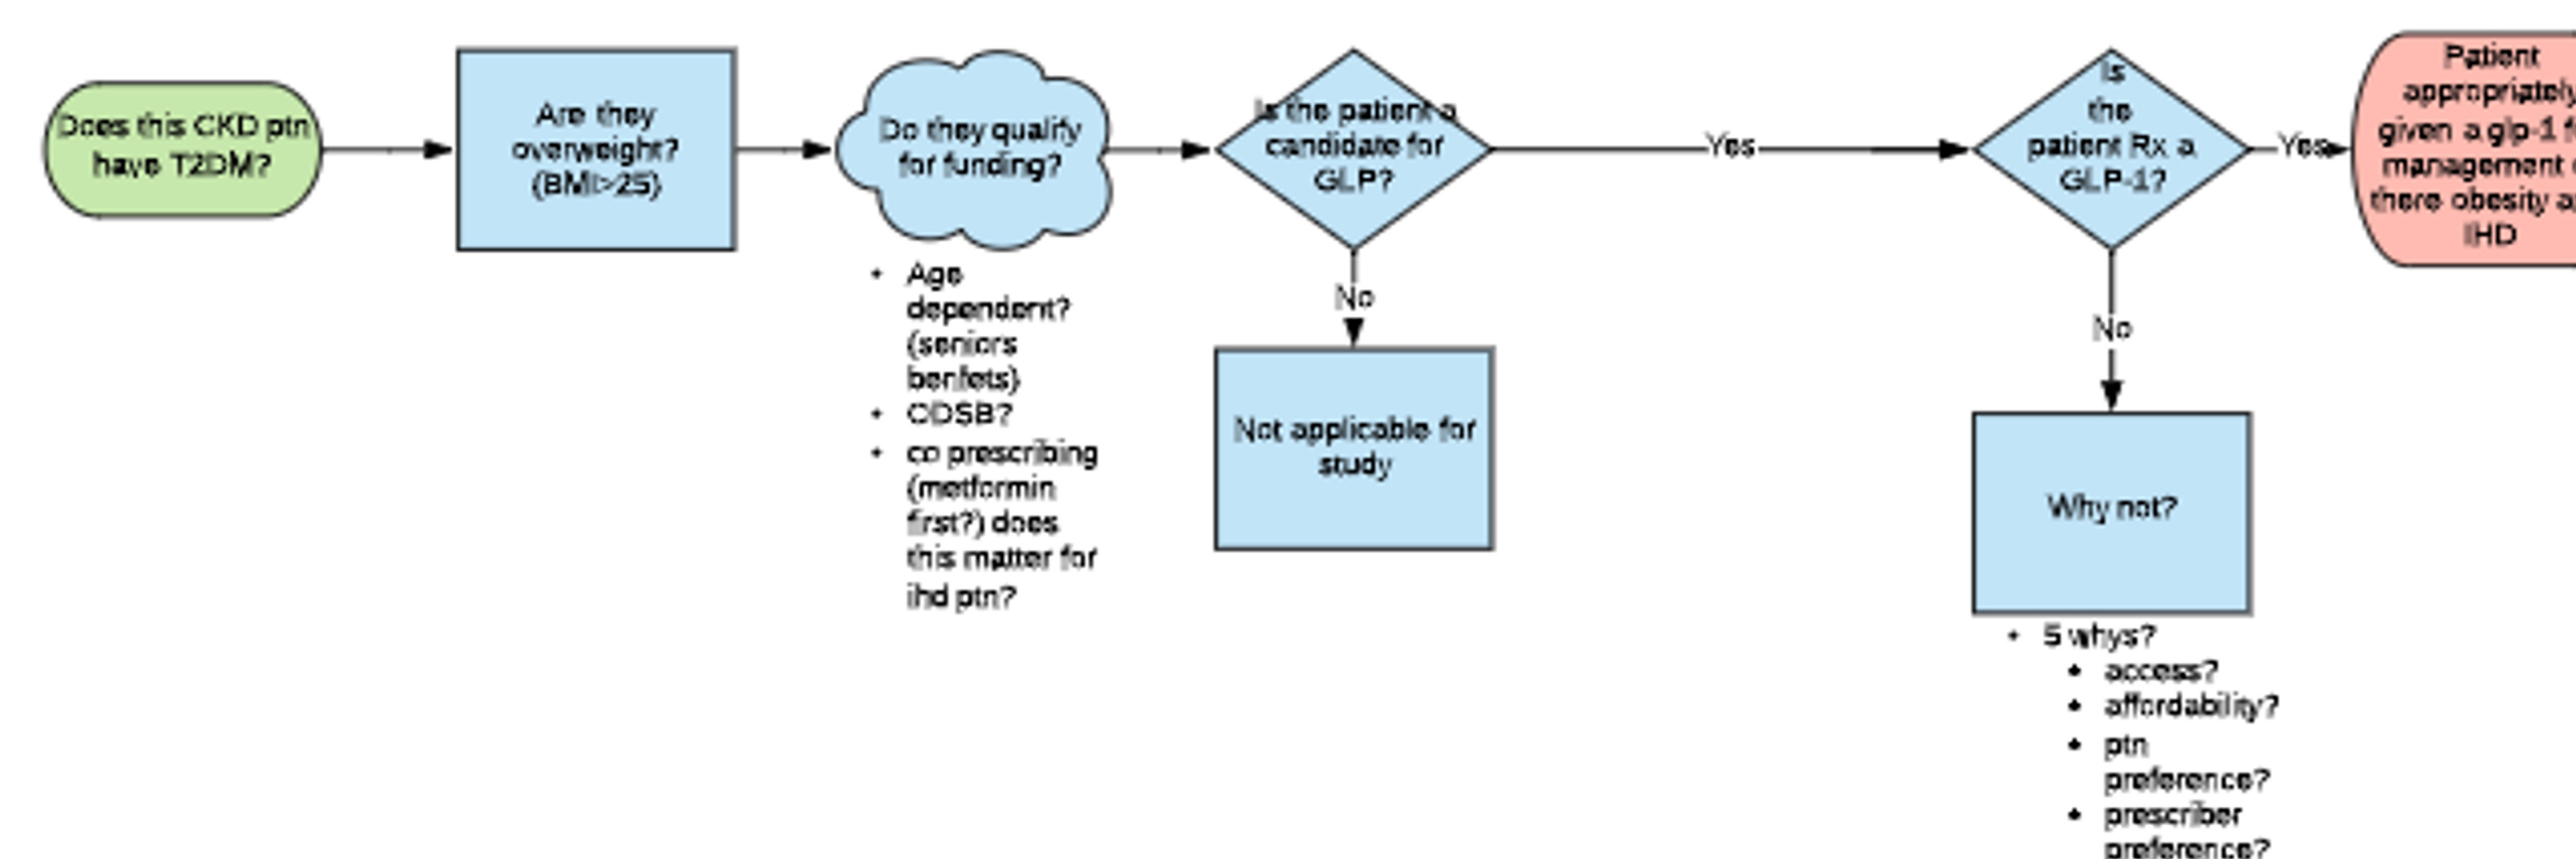 Does this CKD ptn
have T2DM?
Are they
overweight?
(BMI>25)
Do they qualify
for funding?
Age
dependent?
(seniors
benfets)
ODSB?
co prescribing
(metformin
first?) does
this matter for
ihd ptn?
Is the patient a
candidate for
GLP?
No
Not applicable for
study
Yes
Is
the
patient Rx a
GLP-1?
No
Why not?
5 whys?
access?
affordability?
ptn
preference?
prescriber
preference?
Yes
Patient
appropriately
given a glp-1
management
there obesity
IHD